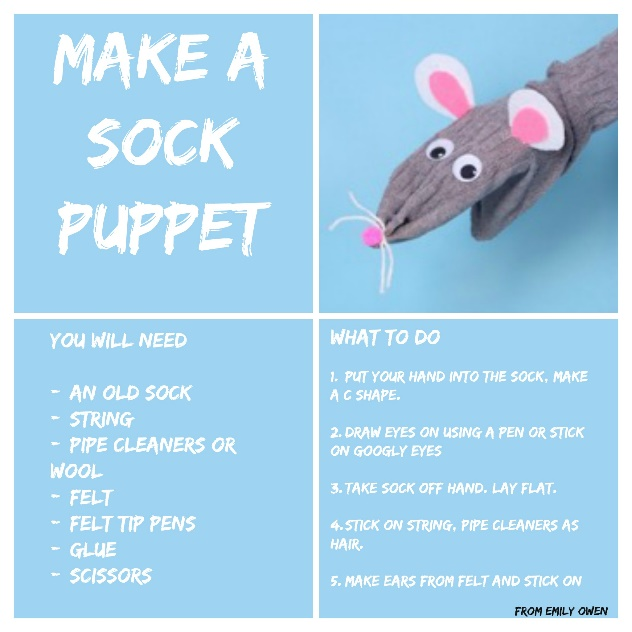 MAKE A
SOCK
PUPPET
YOU WILL NEED
- AN OLD SOCK
- STRING
- PIPE CLEANERS OR
WOOL
- FELT
- FELT TIP PENS
- GLUE
- SCISSORS
WHAT TO DO
1. PUT YOUR HAND INTO THE SOCK, MAKE
A C SHAPE.
2. DRAW EYES ON USING A PEN OR STICK
ON GOOGLY EYES
3. TAKE SOCK OFF HAND. LAY FLAT.
4. STICK ON STRING, PIPE CLEANERS AS
HAIR.
5. MAKE EARS FROM FELT AND STICK ON
FROM EMILY OWEN